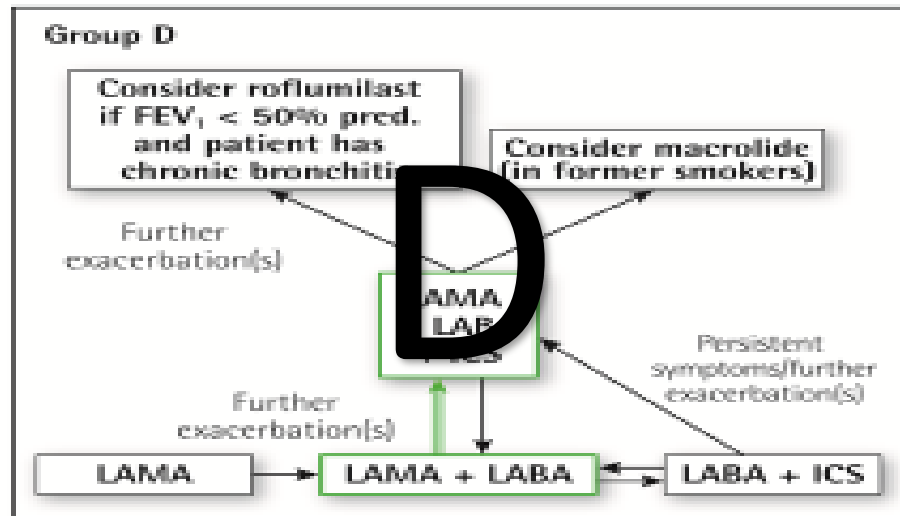 Group D
Consider roflumilast
if FEV₁ < 50% pred.
and patient has
chronic bronchitis
Consider macrolide
(in former smokers)
Further
exacerbation(s)
D
Persistent
symptoms/further
exacerbation(s)
Further
exacerbation(s)
LAMA
LAMA + LABA
LABA + ICS